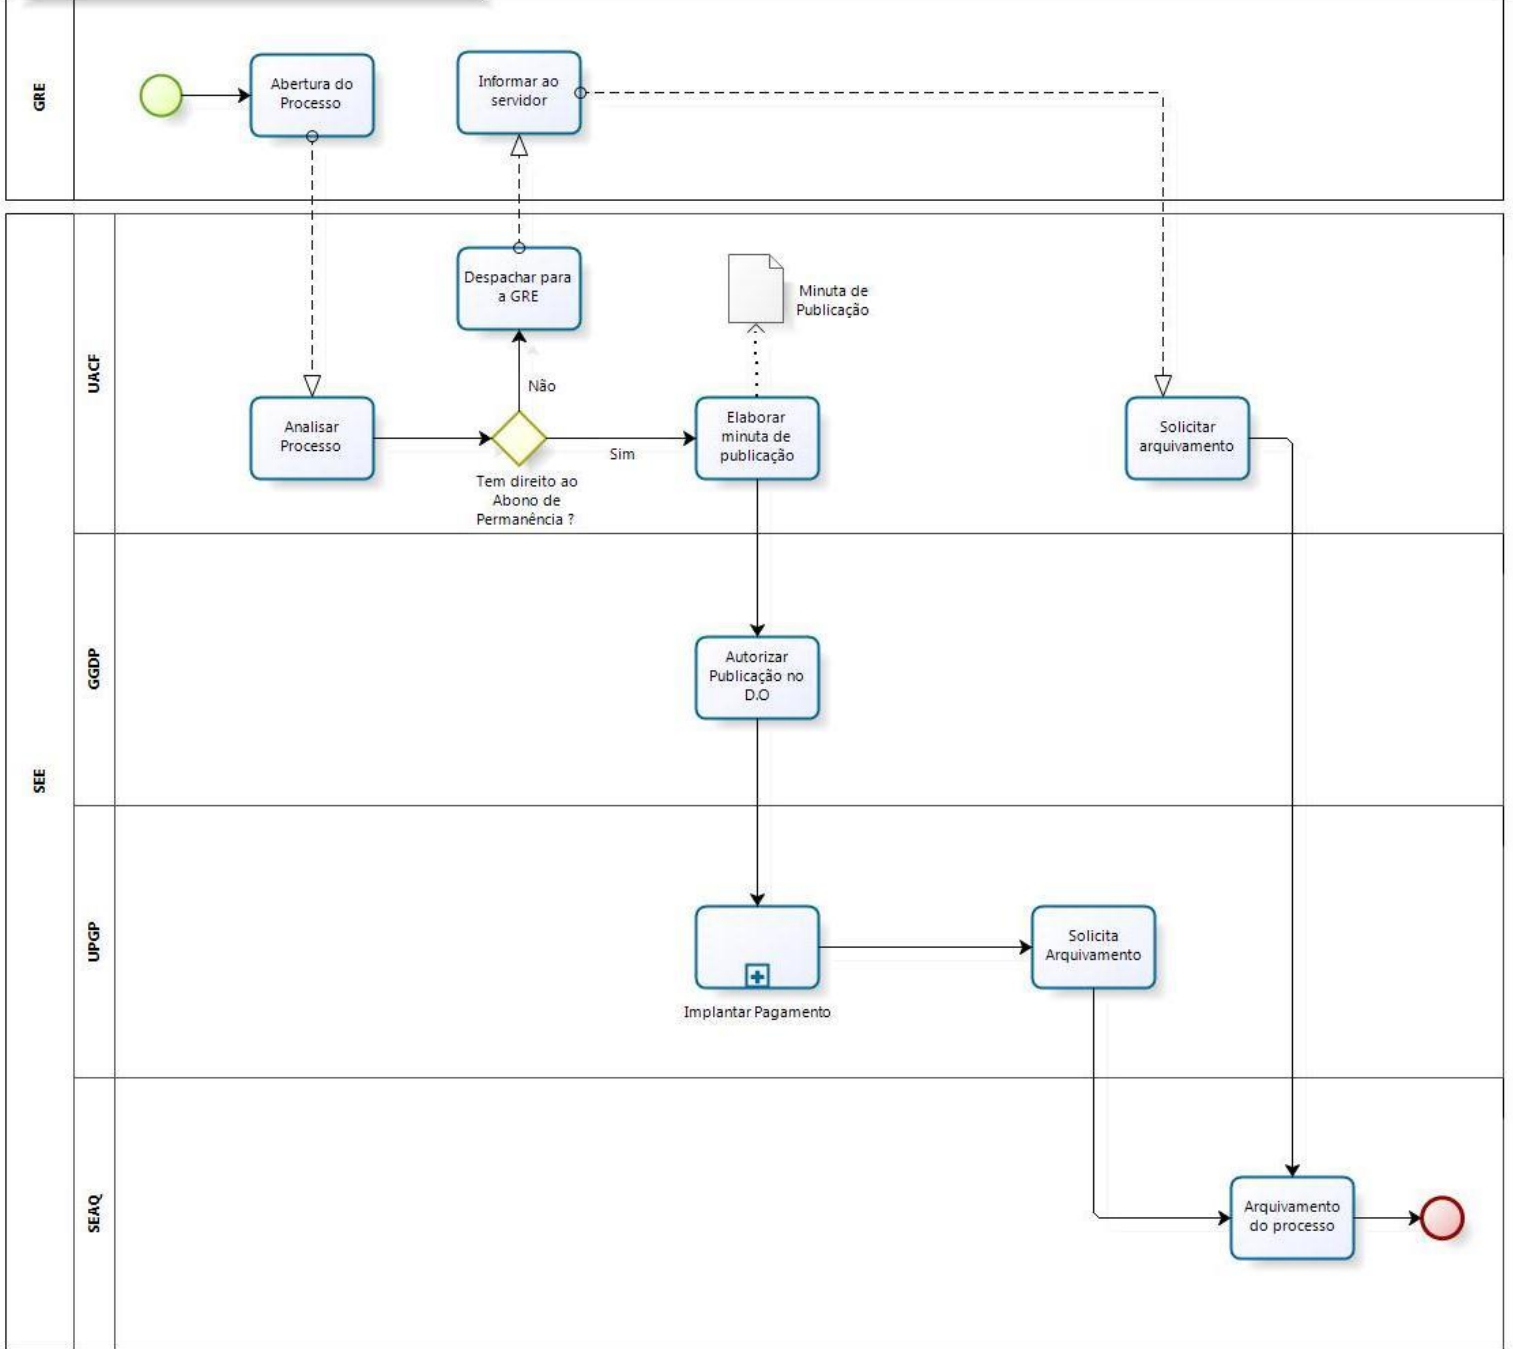 GRE
Abertura do
Processo
Informar ao
servidor
SEE
UACF
Despachar para
a GRE
Minuta de
Publicação
Não
Analisar
Processo
Sim
Elaborar
minuta de
publicação
Solicitar
arquivamento
Tem direito ao
Abono de
Permanência ?
GGDP
Autorizar
Publicação no
D.O
UPGP
Solicita
Arquivamento
Implantar Pagamento
SEAQ
Arquivamento
do processo